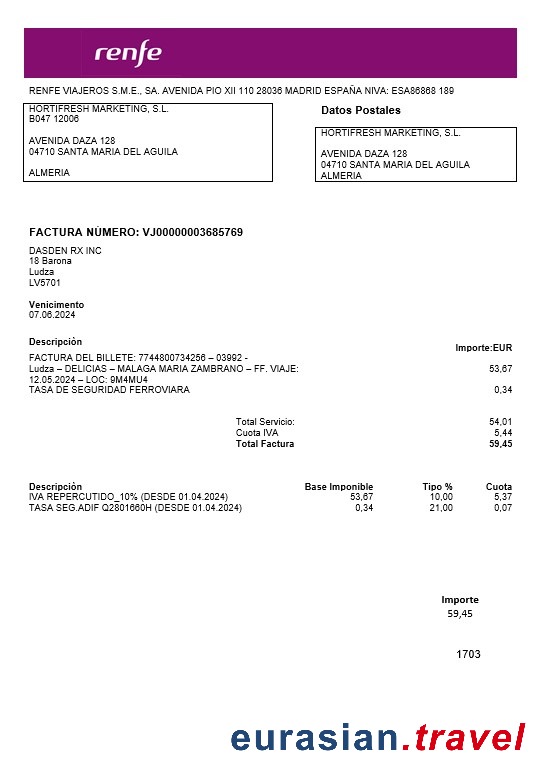 renfe
RENFE VIAJEROS S.M.E., SA. AVENIDA PIO XII 110 28036 MADRID ESPAÑA NIVA: ESA86868 189
HORTIFRESH MARKETING, S.L.
B047 12006
AVENIDA DAZA 128
04710 SANTA MARIA DEL AGUILA
ALMERIA
Datos Postales
HORTIFRESH MARKETING, S.L.
AVENIDA DAZA 128
04710 SANTA MARIA DEL AGUILA
ALMERIA
FACTURA NÚMERO: VJ00000003685769
DASDEN RX INC
18 Barona
Ludza
LV5701
Venicimento
07.06.2024
Descripción Importe:EUR
FACTURA DEL BILLETE: 7744800734256 – 03992 -
Ludza – DELICIAS – MALAGA MARIA ZAMBRANO – FF. VIAJE: 53,67
12.05.2024 – LOC: 9M4MU4
TASA DE SEGURIDAD FERROVIARA 0,34
Total Servicio: 54,01
Cuota IVA 5,44
Total Factura 59,45
Descripción Base Imponible Tipo % Cuota
IVA REPERCUTIDO_10% (DESDE 01.04.2024) 53,67 10,00 5,37
TASA SEG.ADIF Q2801660H (DESDE 01.04.2024) 0,34 21,00 0,07
Importe
59,45
1703
eurasian.travel